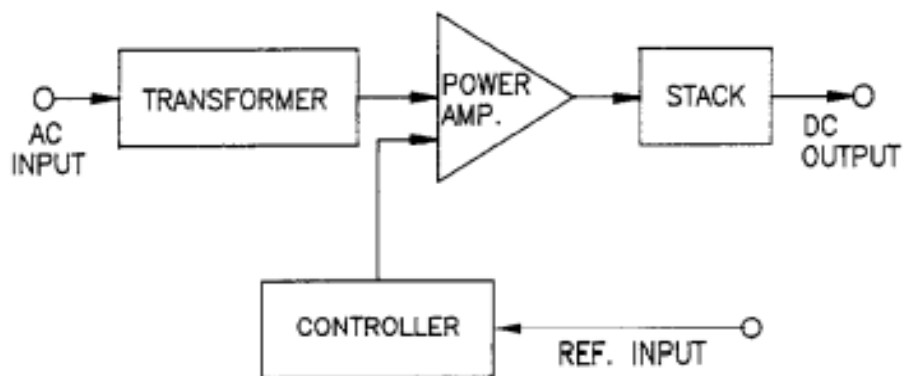 AC
INPUT
TRANSFORMER
POWER
AMP.
STACK
DC
OUTPUT
CONTROLLER
REF. INPUT